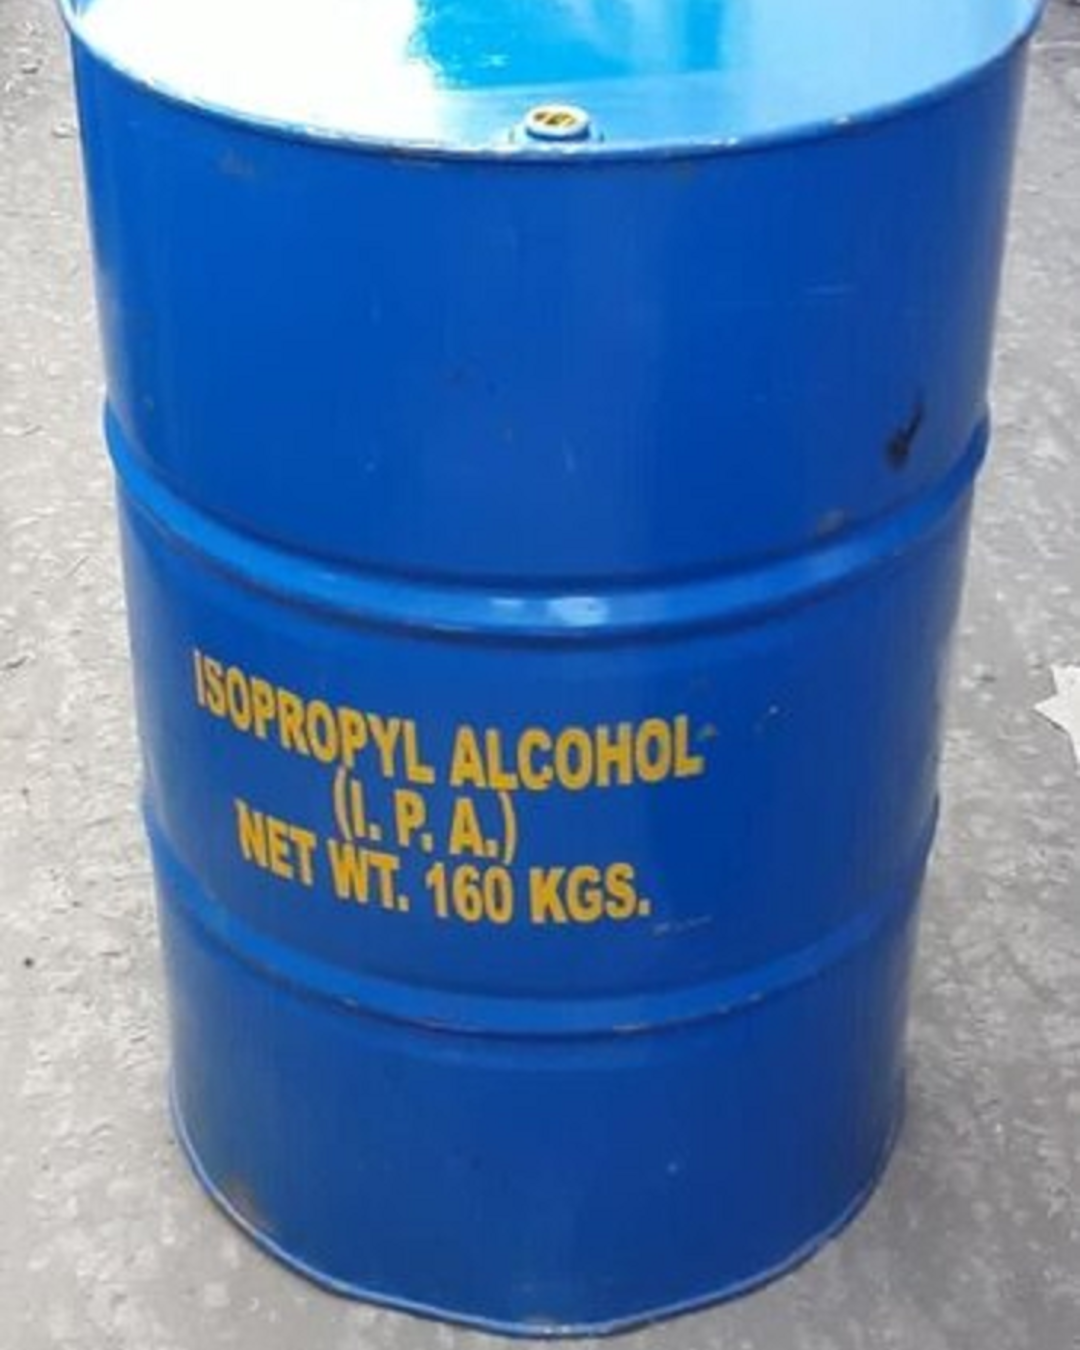 ISOPROPYL ALCOHOL
(I. P. A.)
NET WT. 160 KGS.